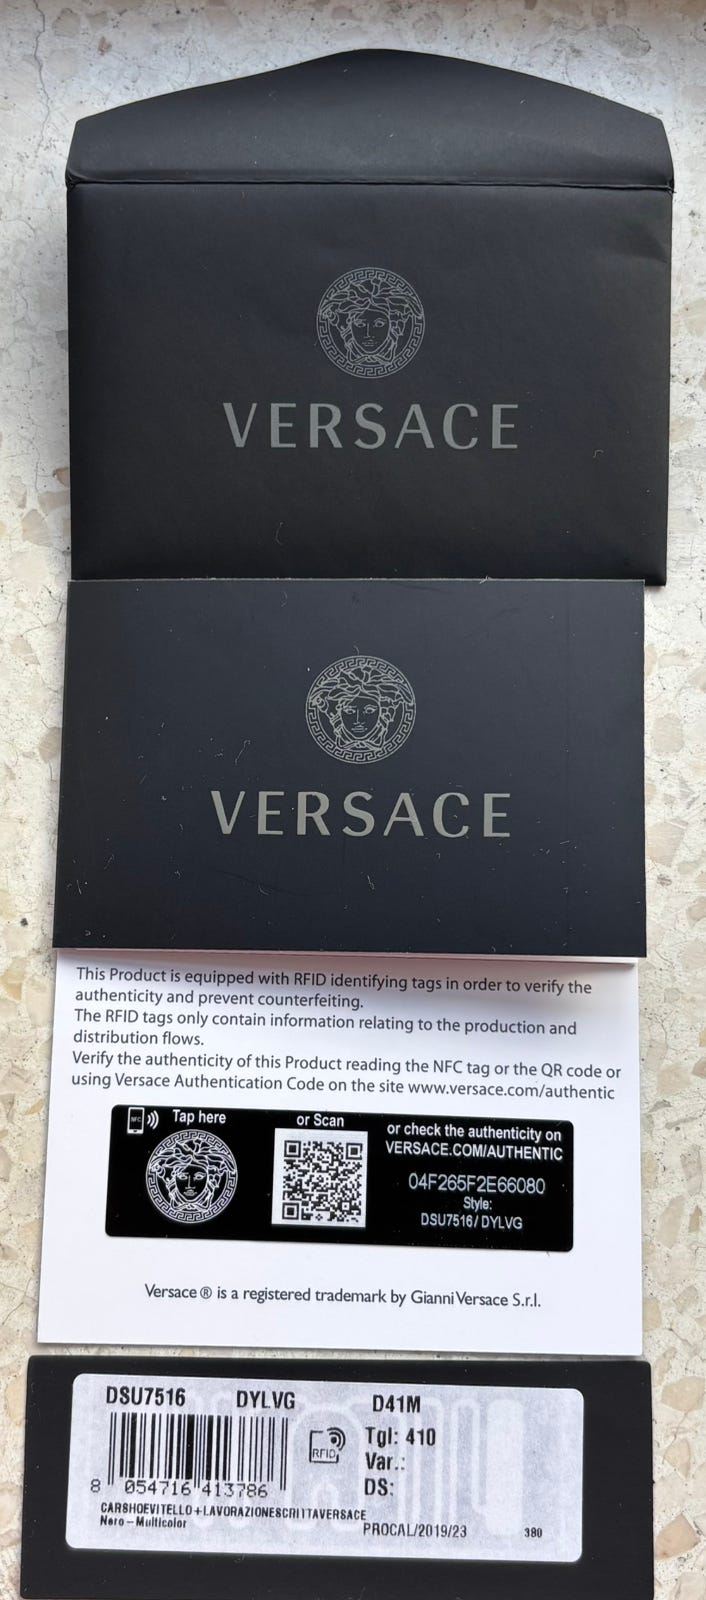 VERSACE
VERSACE
This Product is equipped with RFID identifying tags in order to verify the
authenticity and prevent counterfeiting.
The RFID tags only contain information relating to the production and
distribution flows.
Verify the authenticity of this Product reading the NFC tag or the QR code or
using Versace Authentication Code on the site www.versace.com/authentic
NFC
Tap here
or Scan
or check the authenticity on
VERSACE.COM/AUTHENTIC
04F265F2E66080
Style:
DSU7516/ DYLVG
Versace ® is a registered trademark by Gianni Versace S.r.l.
DSU7516 DYLVG D41M
RFID
Tgl: 410
Var.:
DS:
8 054716 413786
CARSHOEVITELLO+LAVORAZIONESCRITTAVERSACE
Nero-Multicolor
PROCAL/2019/23
380